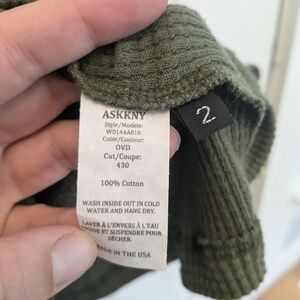 ASKKNY
Style/Modele:
W0144A016
Color/Couleur:
OVD
Cut/Coupe:
430
100% Cotton
WASH INSIDE OUT IN COLD
WATER AND HANG DRY.
LAVER À L'ENVERS À L'EAU
FROIDE ET SUSPENDRE POUR
SÉCHER.
MADE IN THE USA
2